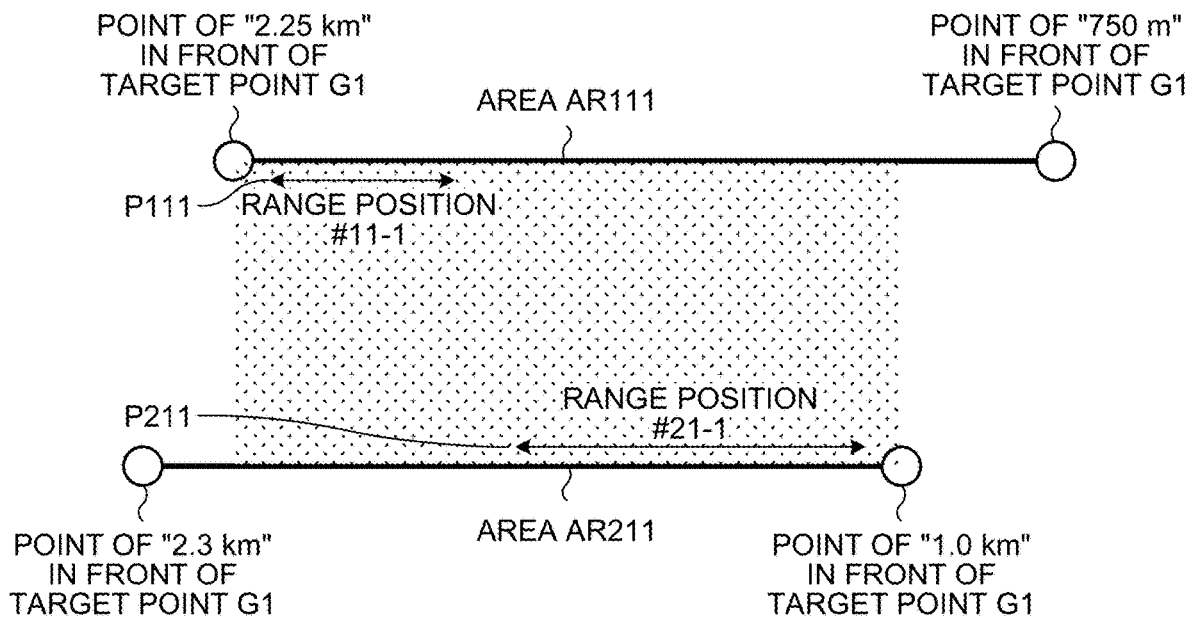 POINT OF "2.25 km"
IN FRONT OF
TARGET POINT G1
POINT OF "750 m"
IN FRONT OF
TARGET POINT G1
AREA AR111
P111
RANGE POSITION
#11-1
P211
RANGE POSITION
#21-1
AREA AR211
POINT OF "2.3 km"
IN FRONT OF
TARGET POINT G1
POINT OF "1.0 km"
IN FRONT OF
TARGET POINT G1